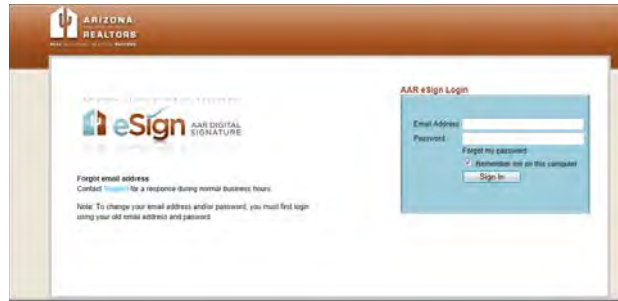 ARIZONA
REALTORS
AAR eSign Login
eSign AAR DIGITAL
SIGNATURE
Email Address
Password
Forgot my password
Remember me on this computer
Sign In
Forgot email address
Contact Support for a response during normal business hours.
Note: To change your email address and/or password, you must first login
using your old email address and password